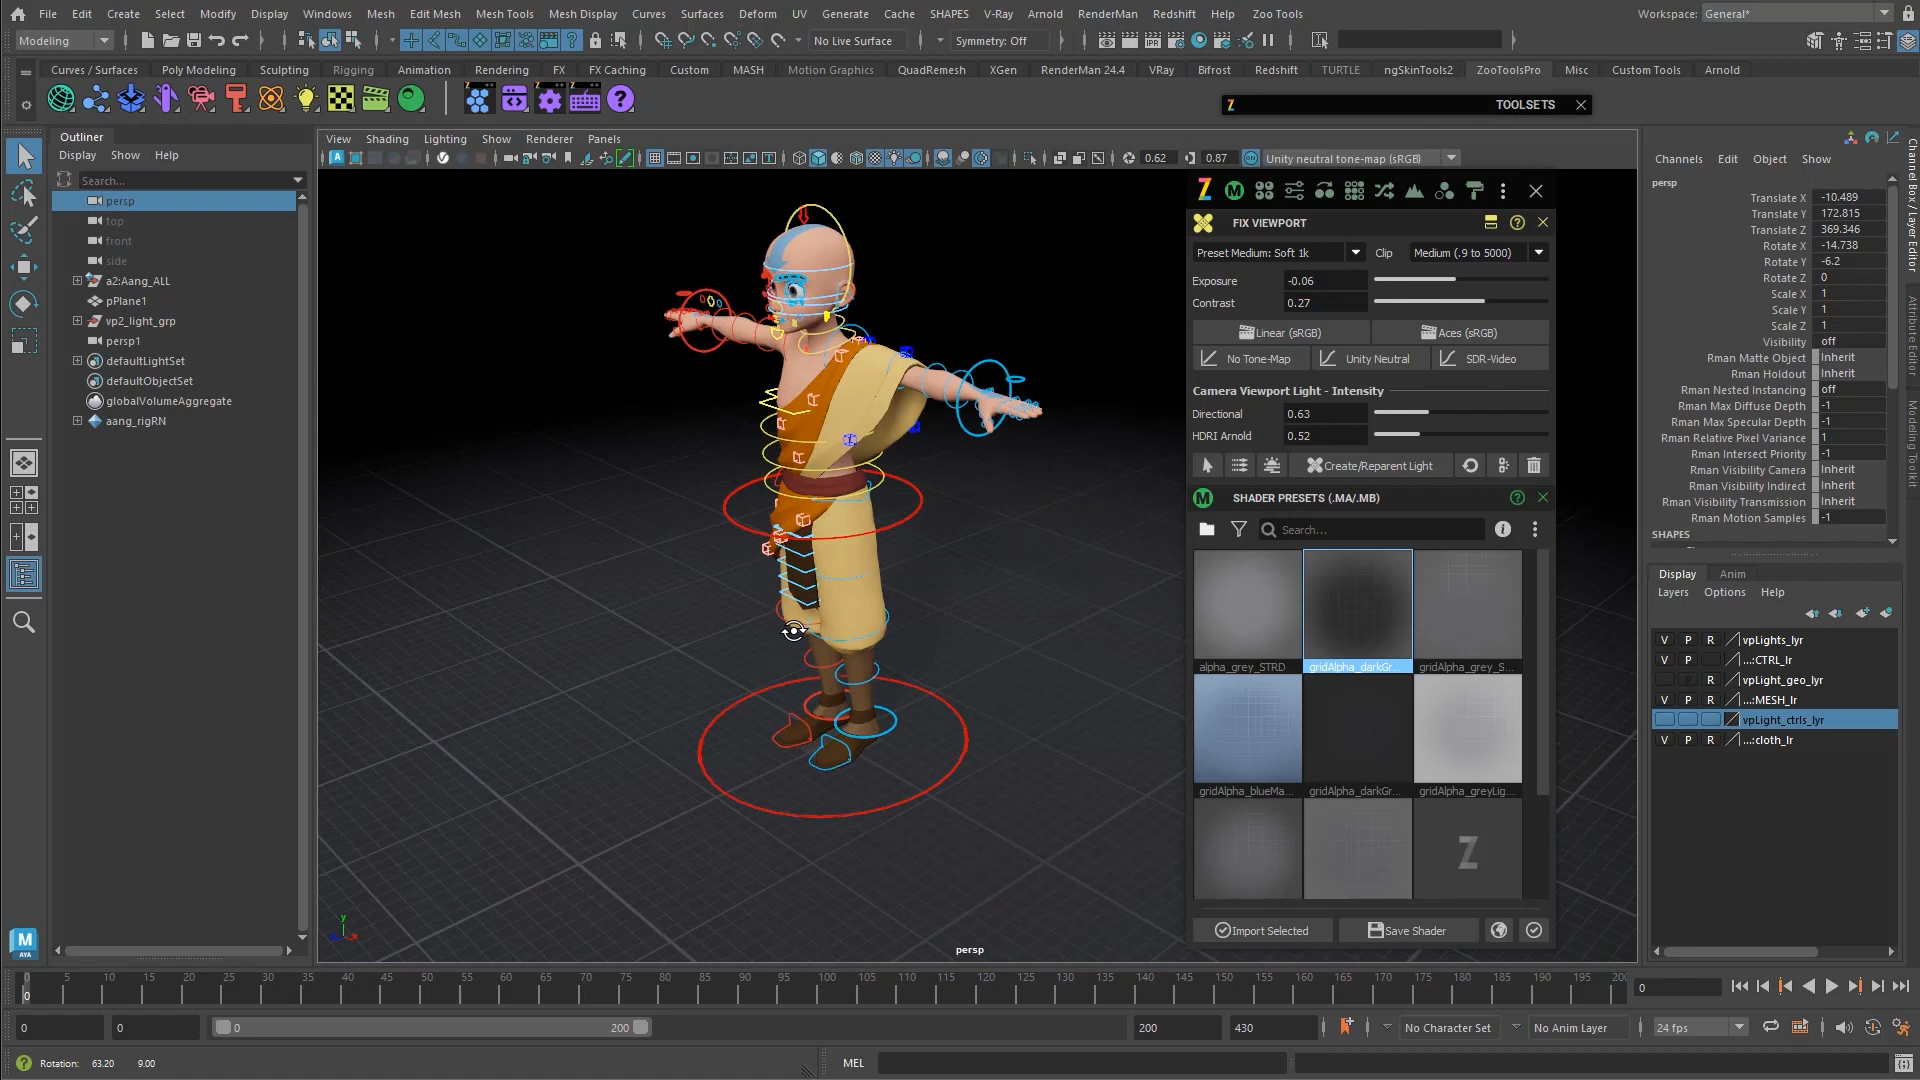 File Edit Create Select Modify Display Windows Mesh Edit Mesh Mesh Tools Mesh Display Curves Surfaces Deform UV Generate Cache SHAPES V-Ray Arnold RenderMan Redshift Help Zoo Tools
Workspace: General*
Modeling
No Live Surface
Symmetry: Off
Curves / Surfaces Poly Modeling Sculpting Rigging Animation Rendering FX FX Caching Custom MASH Motion Graphics QuadRemesh XGen RenderMan 24.4 VRay Bifrost Redshift TURTLE ngSkinTools2 ZooToolsPro Misc Custom Tools Arnold
TOOLSETS
Outliner
Display Show Help
Search...
persp
top
front
side
a2:Aang_ALL
pPlane1
vp2_light_grp
persp1
defaultLightSet
defaultObjectSet
globalVolumeAggregate
aang_rigRN
View Shading Lighting Show Renderer Panels
0.62 0.87 Unity neutral tone-map (sRGB)
FIX VIEWPORT
Preset Medium: Soft 1k Clip Medium (.9 to 5000)
Exposure -0.06
Contrast 0.27
Linear (sRGB) Aces (sRGB)
No Tone-Map Unity Neutral SDR-Video
Camera Viewport Light - Intensity
Directional 0.63
HDRI Arnold 0.52
Create/Reparent Light
SHADER PRESETS (.MA/.MB)
Search...
alpha_grey_STRD gridAlpha_darkGr... gridAlpha_grey_S...
gridAlpha_blueMa... gridAlpha_darkGr... gridAlpha_greyLig...
Import Selected Save Shader
persp
y
Channels Edit Object Show
persp
Translate X -10.489
Translate Y 172.815
Translate Z 369.346
Rotate X -14.738
Rotate Y -6.2
Rotate Z 0
Scale X 1
Scale Y 1
Scale Z 1
Visibility off
Rman Matte Object Inherit
Rman Holdout Inherit
Rman Nested Instancing off
Rman Max Diffuse Depth -1
Rman Max Specular Depth -1
Rman Relative Pixel Variance 1
Rman Intersect Priority -1
Rman Visibility Camera Inherit
Rman Visibility Indirect Inherit
Rman Visibility Transmission Inherit
Rman Motion Samples -1
SHAPES
Channel Box / Layer Editor
Attribute Editor
Modeling Toolkit
Display Anim
Layers Options Help
V P R vpLights_lyr
V P ...:CTRL_lr
R vpLight_geo_lyr
V P R ...:MESH_lr
vpLight_ctrls_lyr
V P R ...:cloth_lr
M
AYA
0 5 10 15 20 25 30 35 40 45 50 55 60 65 70 75 80 85 90 95 100 105 110 115 120 125 130 135 140 145 150 155 160 165 170 175 180 185 190 195 200
0
0
0 0 0 200 200 430 No Character Set No Anim Layer 24 fps
Rotation: 63.20 9.00
MEL